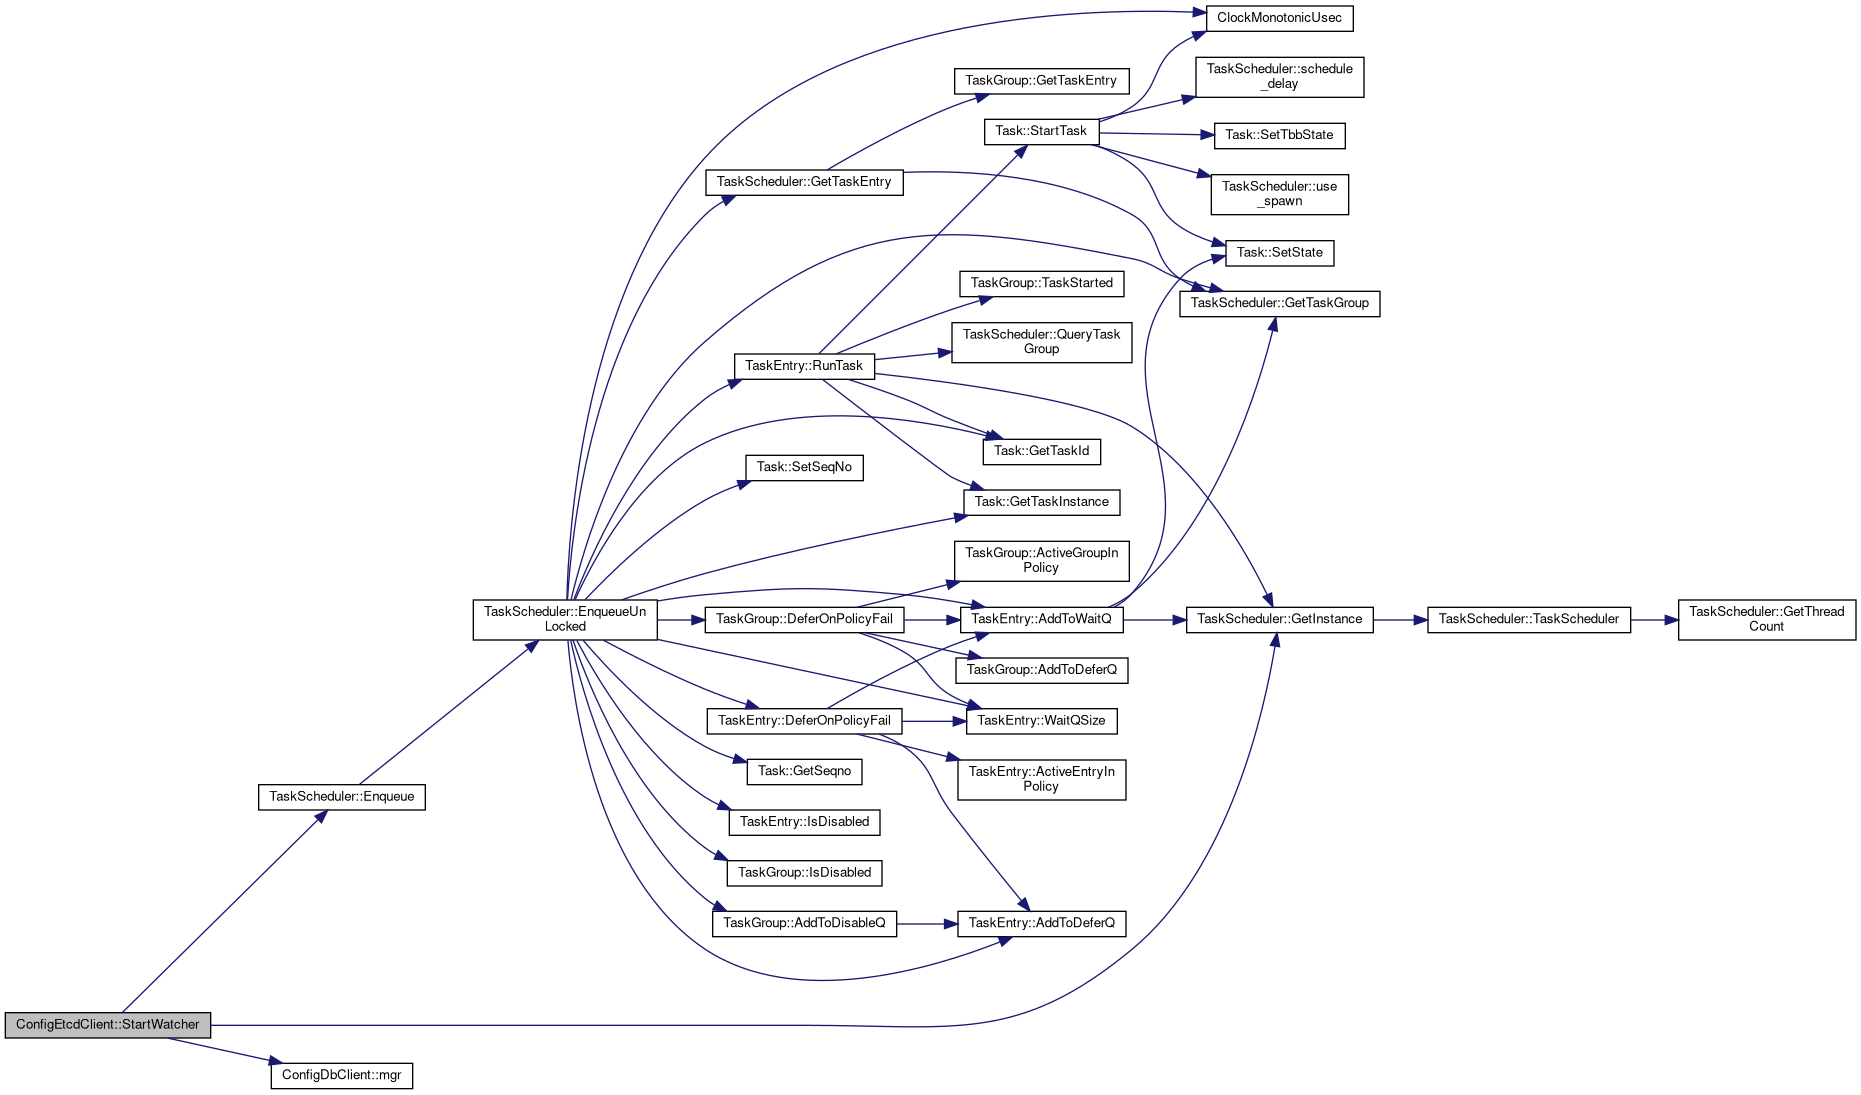 ClockMonotonicUsec
TaskScheduler::schedule
_delay
TaskGroup::GetTaskEntry
Task::StartTask
Task::SetTbbState
TaskScheduler::GetTaskEntry
TaskScheduler::use
_spawn
Task::SetState
TaskGroup::TaskStarted
TaskScheduler::GetTaskGroup
TaskScheduler::QueryTask
Group
TaskEntry::RunTask
Task::GetTaskId
Task::SetSeqNo
Task::GetTaskInstance
TaskGroup::ActiveGroupIn
Policy
TaskScheduler::EnqueueUn
Locked
TaskGroup::DeferOnPolicyFail
TaskEntry::AddToWaitQ
TaskScheduler::GetInstance
TaskScheduler::TaskScheduler
TaskScheduler::GetThread
Count
TaskGroup::AddToDeferQ
TaskEntry::DeferOnPolicyFail
TaskEntry::WaitQSize
Task::GetSeqno
TaskEntry::ActiveEntryIn
Policy
TaskScheduler::Enqueue
TaskEntry::IsDisabled
TaskGroup::IsDisabled
TaskGroup::AddToDisableQ
TaskEntry::AddToDeferQ
ConfigEtcdClient::StartWatcher
ConfigDbClient::mgr